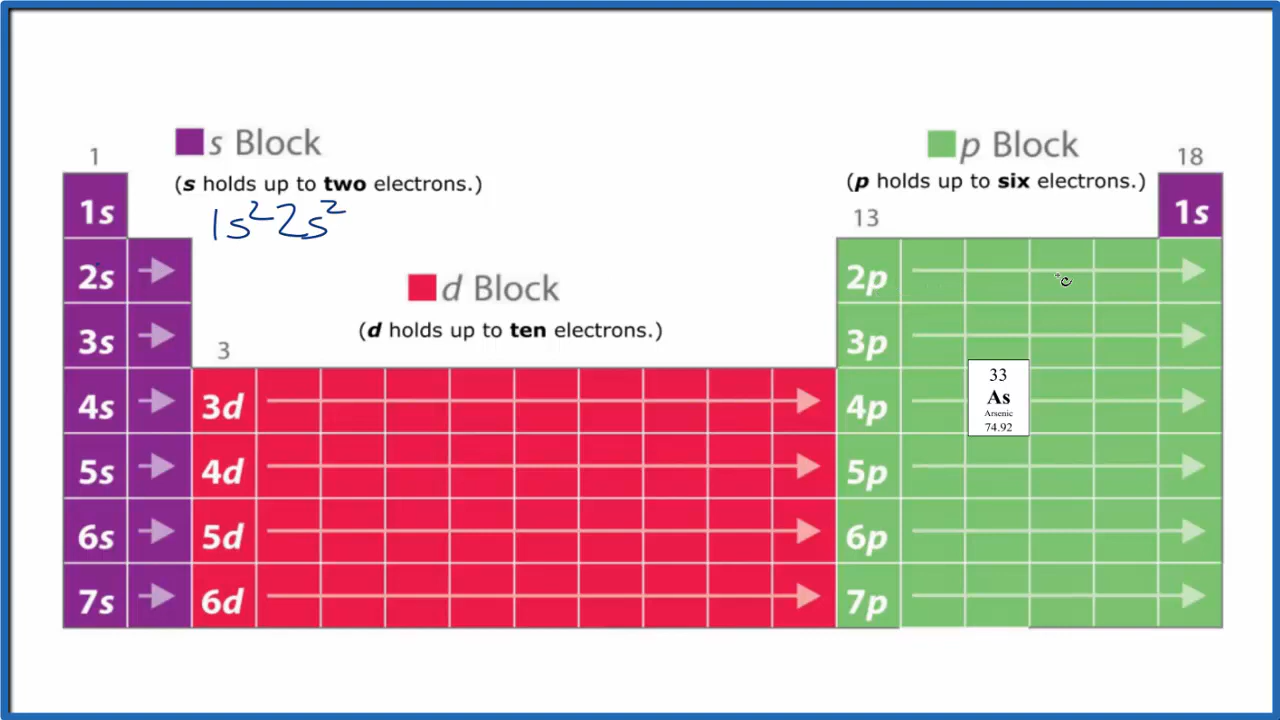 s Block
p Block
1
18
(s holds up to two electrons.)
(p holds up to six electrons.)
1s
1s² 2s²
13
1s
2s
d Block
2p
3s
(d holds up to ten electrons.)
3
3p
4s
3d
4p
33
As
Arsenic
74.92
5s
4d
5p
6s
5d
6p
7s
6d
7p